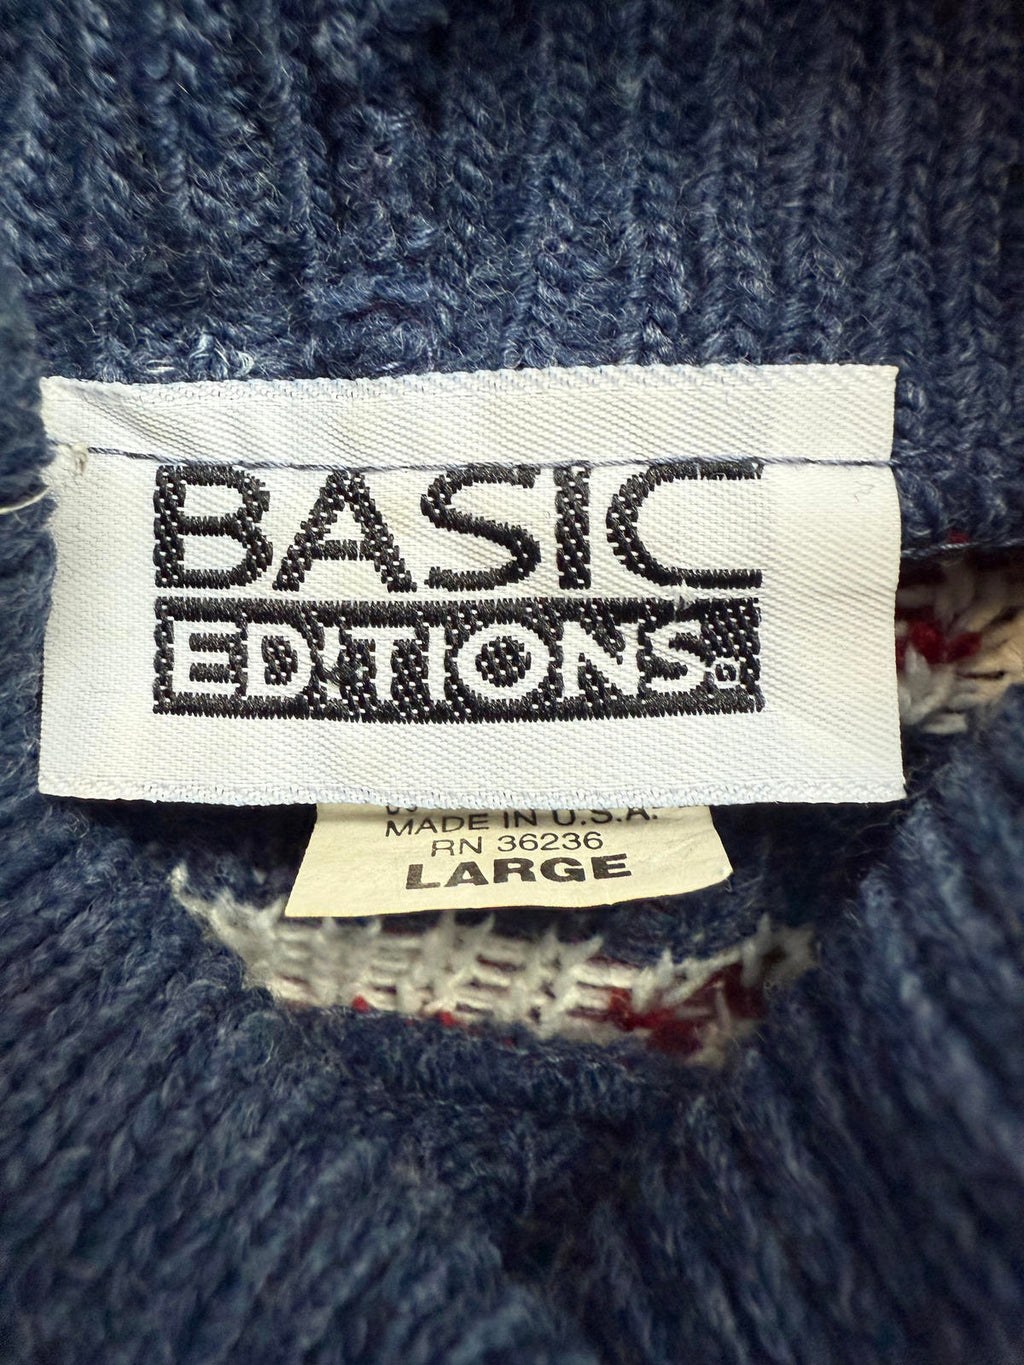 BASIC
EDITIONS®
MADE IN U.S.A.
RN 36236
LARGE